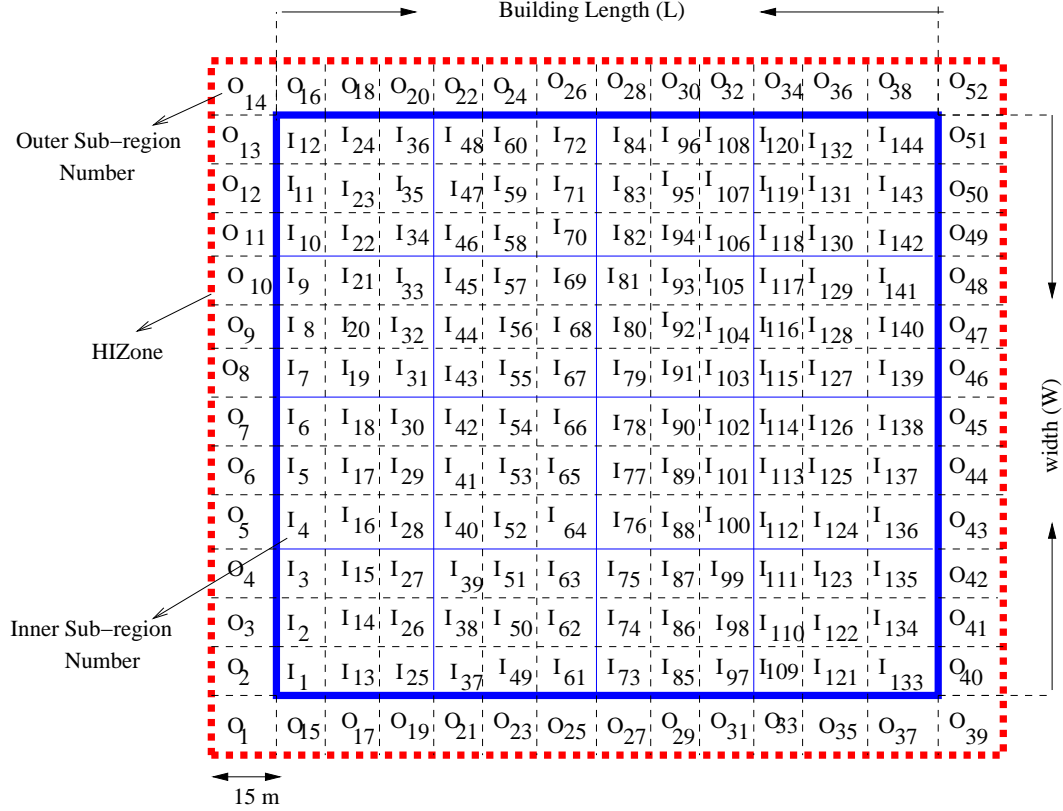 Building Length (L)
O14 O16 O18 O20 O22 O24 O26 O28 O30 O32 O34 O36 O38 O52
Outer Sub-region
Number
O13 I12 I24 I36 I48 I60 I72 I84 I96 I108 I120 I132 I144 O51
O12 I11 I23 I35 I47 I59 I71 I83 I95 I107 I119 I131 I143 O50
O11 I10 I22 I34 I46 I58 I70 I82 I94 I106 I118 I130 I142 O49
O10 I9 I21 I33 I45 I57 I69 I81 I93 I105 I117 I129 I141 O48
O9 I8 I20 I32 I44 I56 I68 I80 I92 I104 I116 I128 I140 O47
HIZone
O8 I7 I19 I31 I43 I55 I67 I79 I91 I103 I115 I127 I139 O46
width (W)
O7 I6 I18 I30 I42 I54 I66 I78 I90 I102 I114 I126 I138 O45
O6 I5 I17 I29 I41 I53 I65 I77 I89 I101 I113 I125 I137 O44
O5 I4 I16 I28 I40 I52 I64 I76 I88 I100 I112 I124 I136 O43
O4 I3 I15 I27 I39 I51 I63 I75 I87 I99 I111 I123 I135 O42
Inner Sub-region
Number
O3 I2 I14 I26 I38 I50 I62 I74 I86 I98 I110 I122 I134 O41
O2 I1 I13 I25 I37 I49 I61 I73 I85 I97 I109 I121 I133 O40
O1 O15 O17 O19 O21 O23 O25 O27 O29 O31 O33 O35 O37 O39
15 m